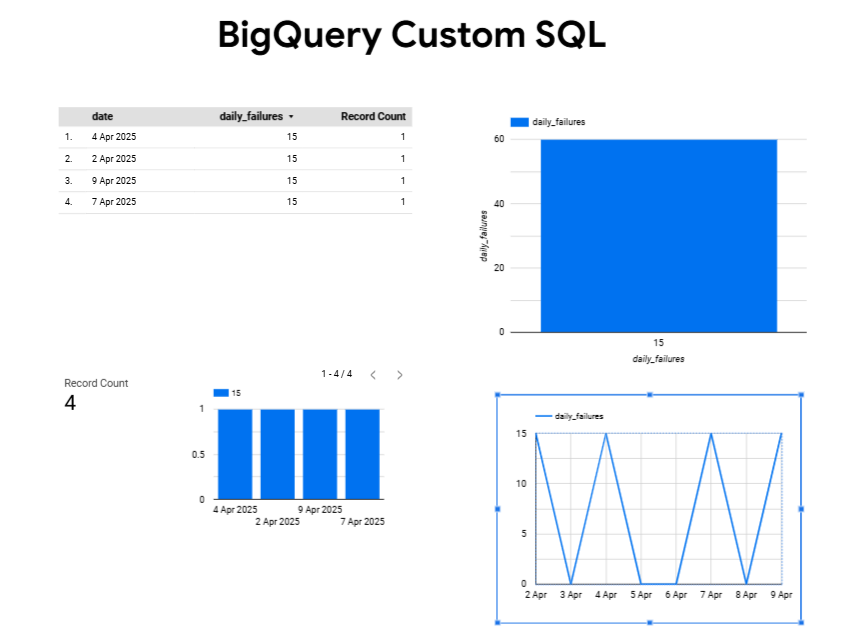 BigQuery Custom SQL
date daily_failures Record Count
1. 4 Apr 2025 15 1
2. 2 Apr 2025 15 1
3. 9 Apr 2025 15 1
4. 7 Apr 2025 15 1
1 - 4 / 4
Record Count
4
15
1
0.5
0
4 Apr 2025 9 Apr 2025
2 Apr 2025 7 Apr 2025
daily_failures
60
40
20
0
daily_failures
15
daily_failures
daily_failures
15
10
5
0
2 Apr 3 Apr 4 Apr 5 Apr 6 Apr 7 Apr 8 Apr 9 Apr